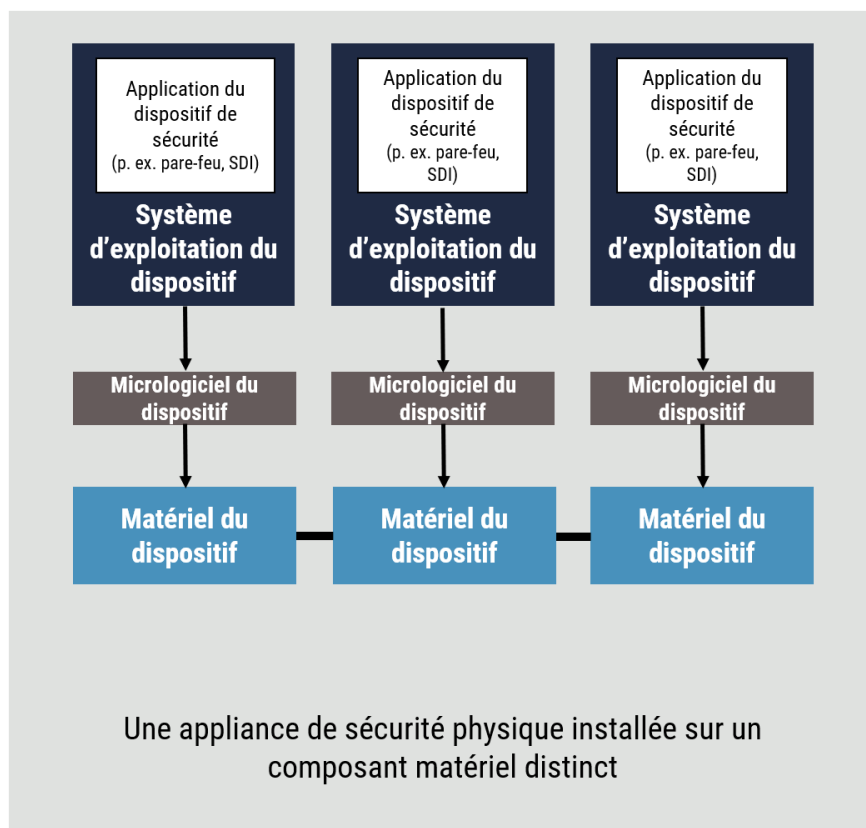 Application du
dispositif de
sécurité
(p. ex. pare-feu, SDI)
Système
d’exploitation du
dispositif
Micrologiciel du
dispositif
Matériel du
dispositif
Application du
dispositif de
sécurité
(p. ex. pare-feu,
SDI)
Système
d’exploitation du
dispositif
Micrologiciel du
dispositif
Matériel du
dispositif
Application du
dispositif de
sécurité
(p. ex. pare-feu,
SDI)
Système
d’exploitation du
dispositif
Micrologiciel du
dispositif
Matériel du
dispositif
Une appliance de sécurité physique installée sur un
composant matériel distinct